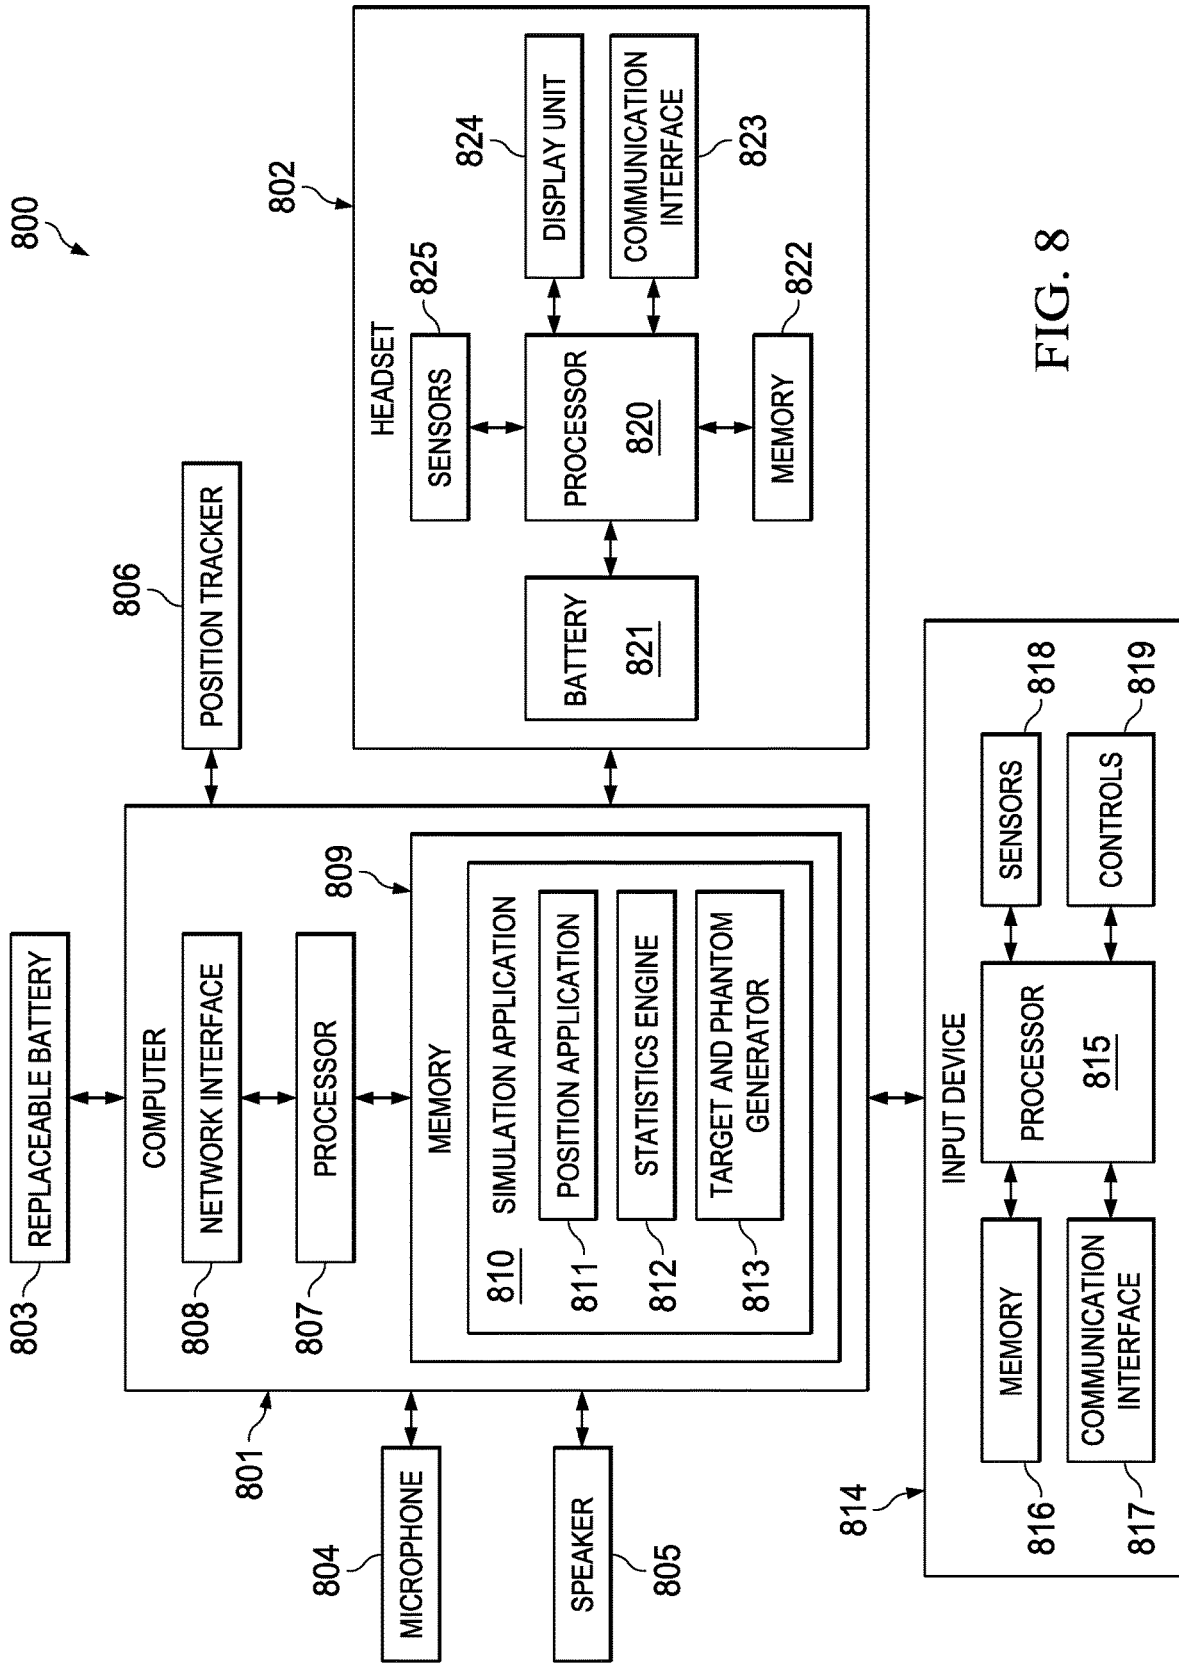 800
803
REPLACEABLE BATTERY
806
POSITION TRACKER
801
COMPUTER
808
NETWORK INTERFACE
807
PROCESSOR
809
MEMORY
810
SIMULATION APPLICATION
811
POSITION APPLICATION
812
STATISTICS ENGINE
813
TARGET AND PHANTOM
GENERATOR
804
MICROPHONE
805
SPEAKER
802
HEADSET
825
SENSORS
824
DISPLAY UNIT
823
COMMUNICATION
INTERFACE
PROCESSOR
820
BATTERY
821
822
MEMORY
814
INPUT DEVICE
816
MEMORY
817
COMMUNICATION
INTERFACE
PROCESSOR
815
818
SENSORS
819
CONTROLS
FIG. 8